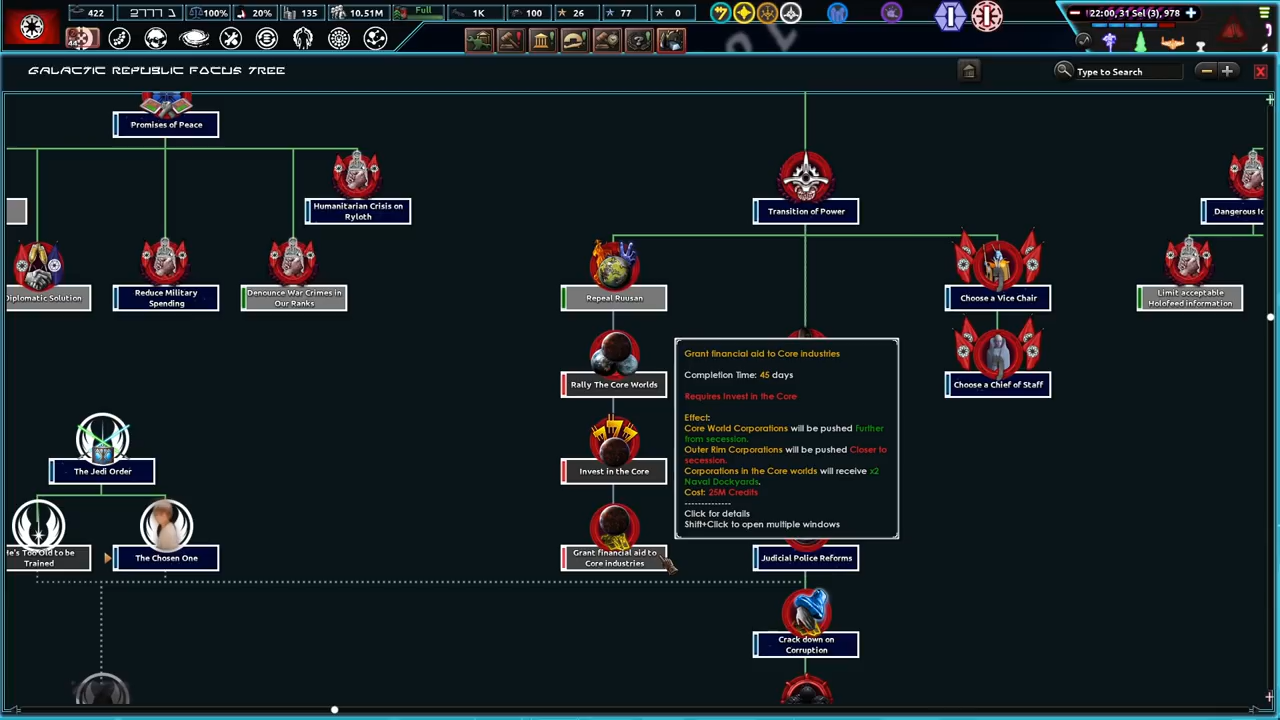 422
100%
20%
135
10.51M
Full
1K
100
26
77
0
22:00, 31 Sel (3), 978
44
GALACTIC REPUBLIC FOCUS TREE
Type to Search
Promises of Peace
Transition of Power
Humanitarian Crisis on
Ryloth
Diplomatic Solution
Reduce Military
Spending
Denounce War Crimes in
Our Ranks
Repeal Ruusan
Choose a Vice Chair
Limit acceptable
Holofeed information
Rally The Core Worlds
Choose a Chief of Staff
Grant financial aid to Core industries
Completion Time: 45 days
Requires Invest in the Core
Effect:
Core World Corporations will be pushed Further
from secession.
Outer Rim Corporations will be pushed Closer to
secession.
Corporations in the Core worlds will receive x2
Naval Dockyards.
Cost: 25M Credits
--------------
Click for details
Shift+Click to open multiple windows
The Jedi Order
Invest in the Core
He's Too Old to be
Trained
The Chosen One
Grant financial aid to
Core industries
Judicial Police Reforms
Crack down on
Corruption